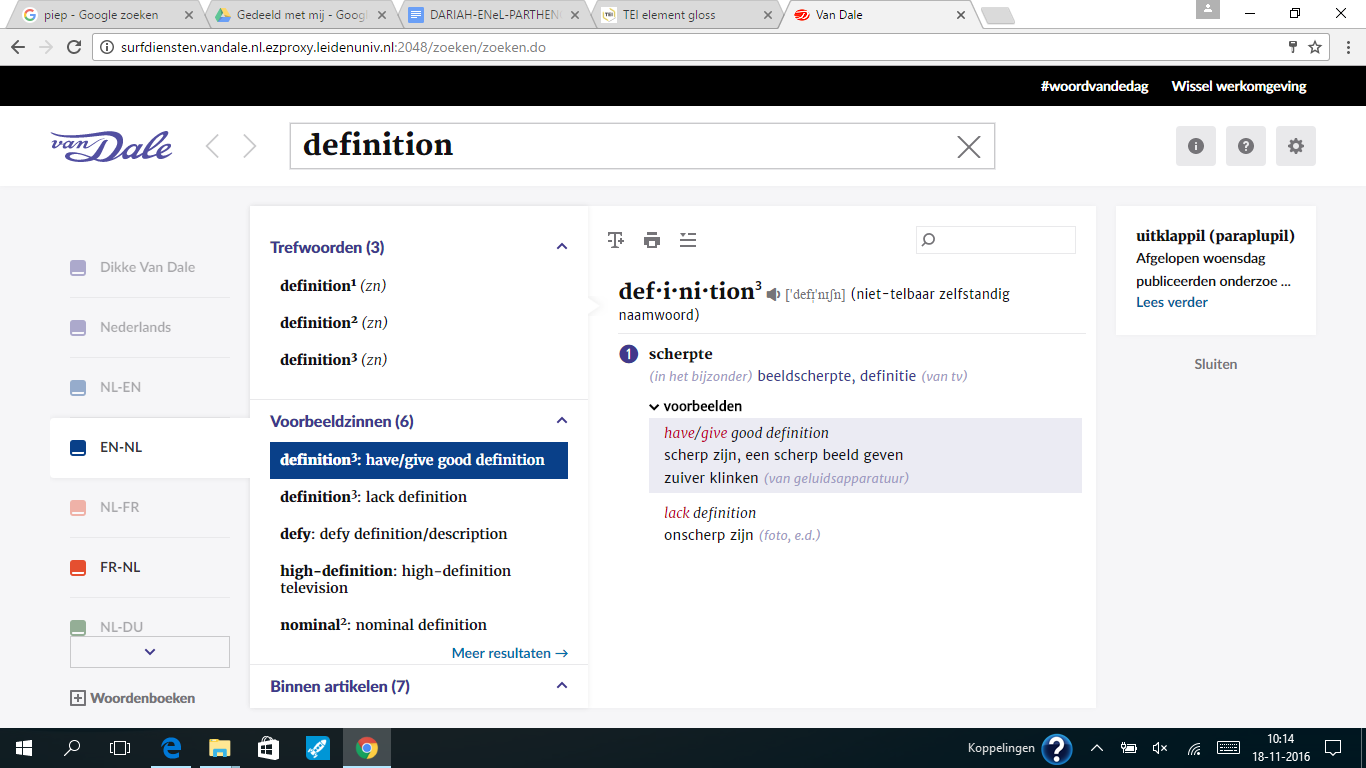 piep - Google zoeken
Gedeeld met mij - Goog
DARIAH-ENeL-PARTHEN
TEI element gloss
Van Dale
surfdiensten.vandale.nl.ezproxy.leidenuniv.nl:2048/zoeken/zoeken.do
#woordvandedag Wissel werkomgeving
van Dale
definition
Dikke Van Dale
Nederlands
NL-EN
EN-NL
NL-FR
FR-NL
NL-DU
Woordenboeken
Trefwoorden (3)
definition¹ (zn)
definition² (zn)
definition³ (zn)
Voorbeeldzinnen (6)
definition³: have/give good definition
definition³: lack definition
defy: defy definition/description
high-definition: high-definition
television
nominal²: nominal definition
Meer resultaten →
Binnen artikelen (7)
def·i·ni·tion³ [ˈdefɪˈnɪʃn] (niet-telbaar zelfstandig
naamwoord)
1 scherpte
(in het bijzonder) beeldscherpte, definitie (van tv)
voorbeelden
have/give good definition
scherp zijn, een scherp beeld geven
zuiver klinken (van geluidsapparatuur)
lack definition
onscherp zijn (foto, e.d.)
uitklappil (paraplupil)
Afgelopen woensdag
publiceerden onderzoe ...
Lees verder
Sluiten
Koppelingen
10:14
18-11-2016